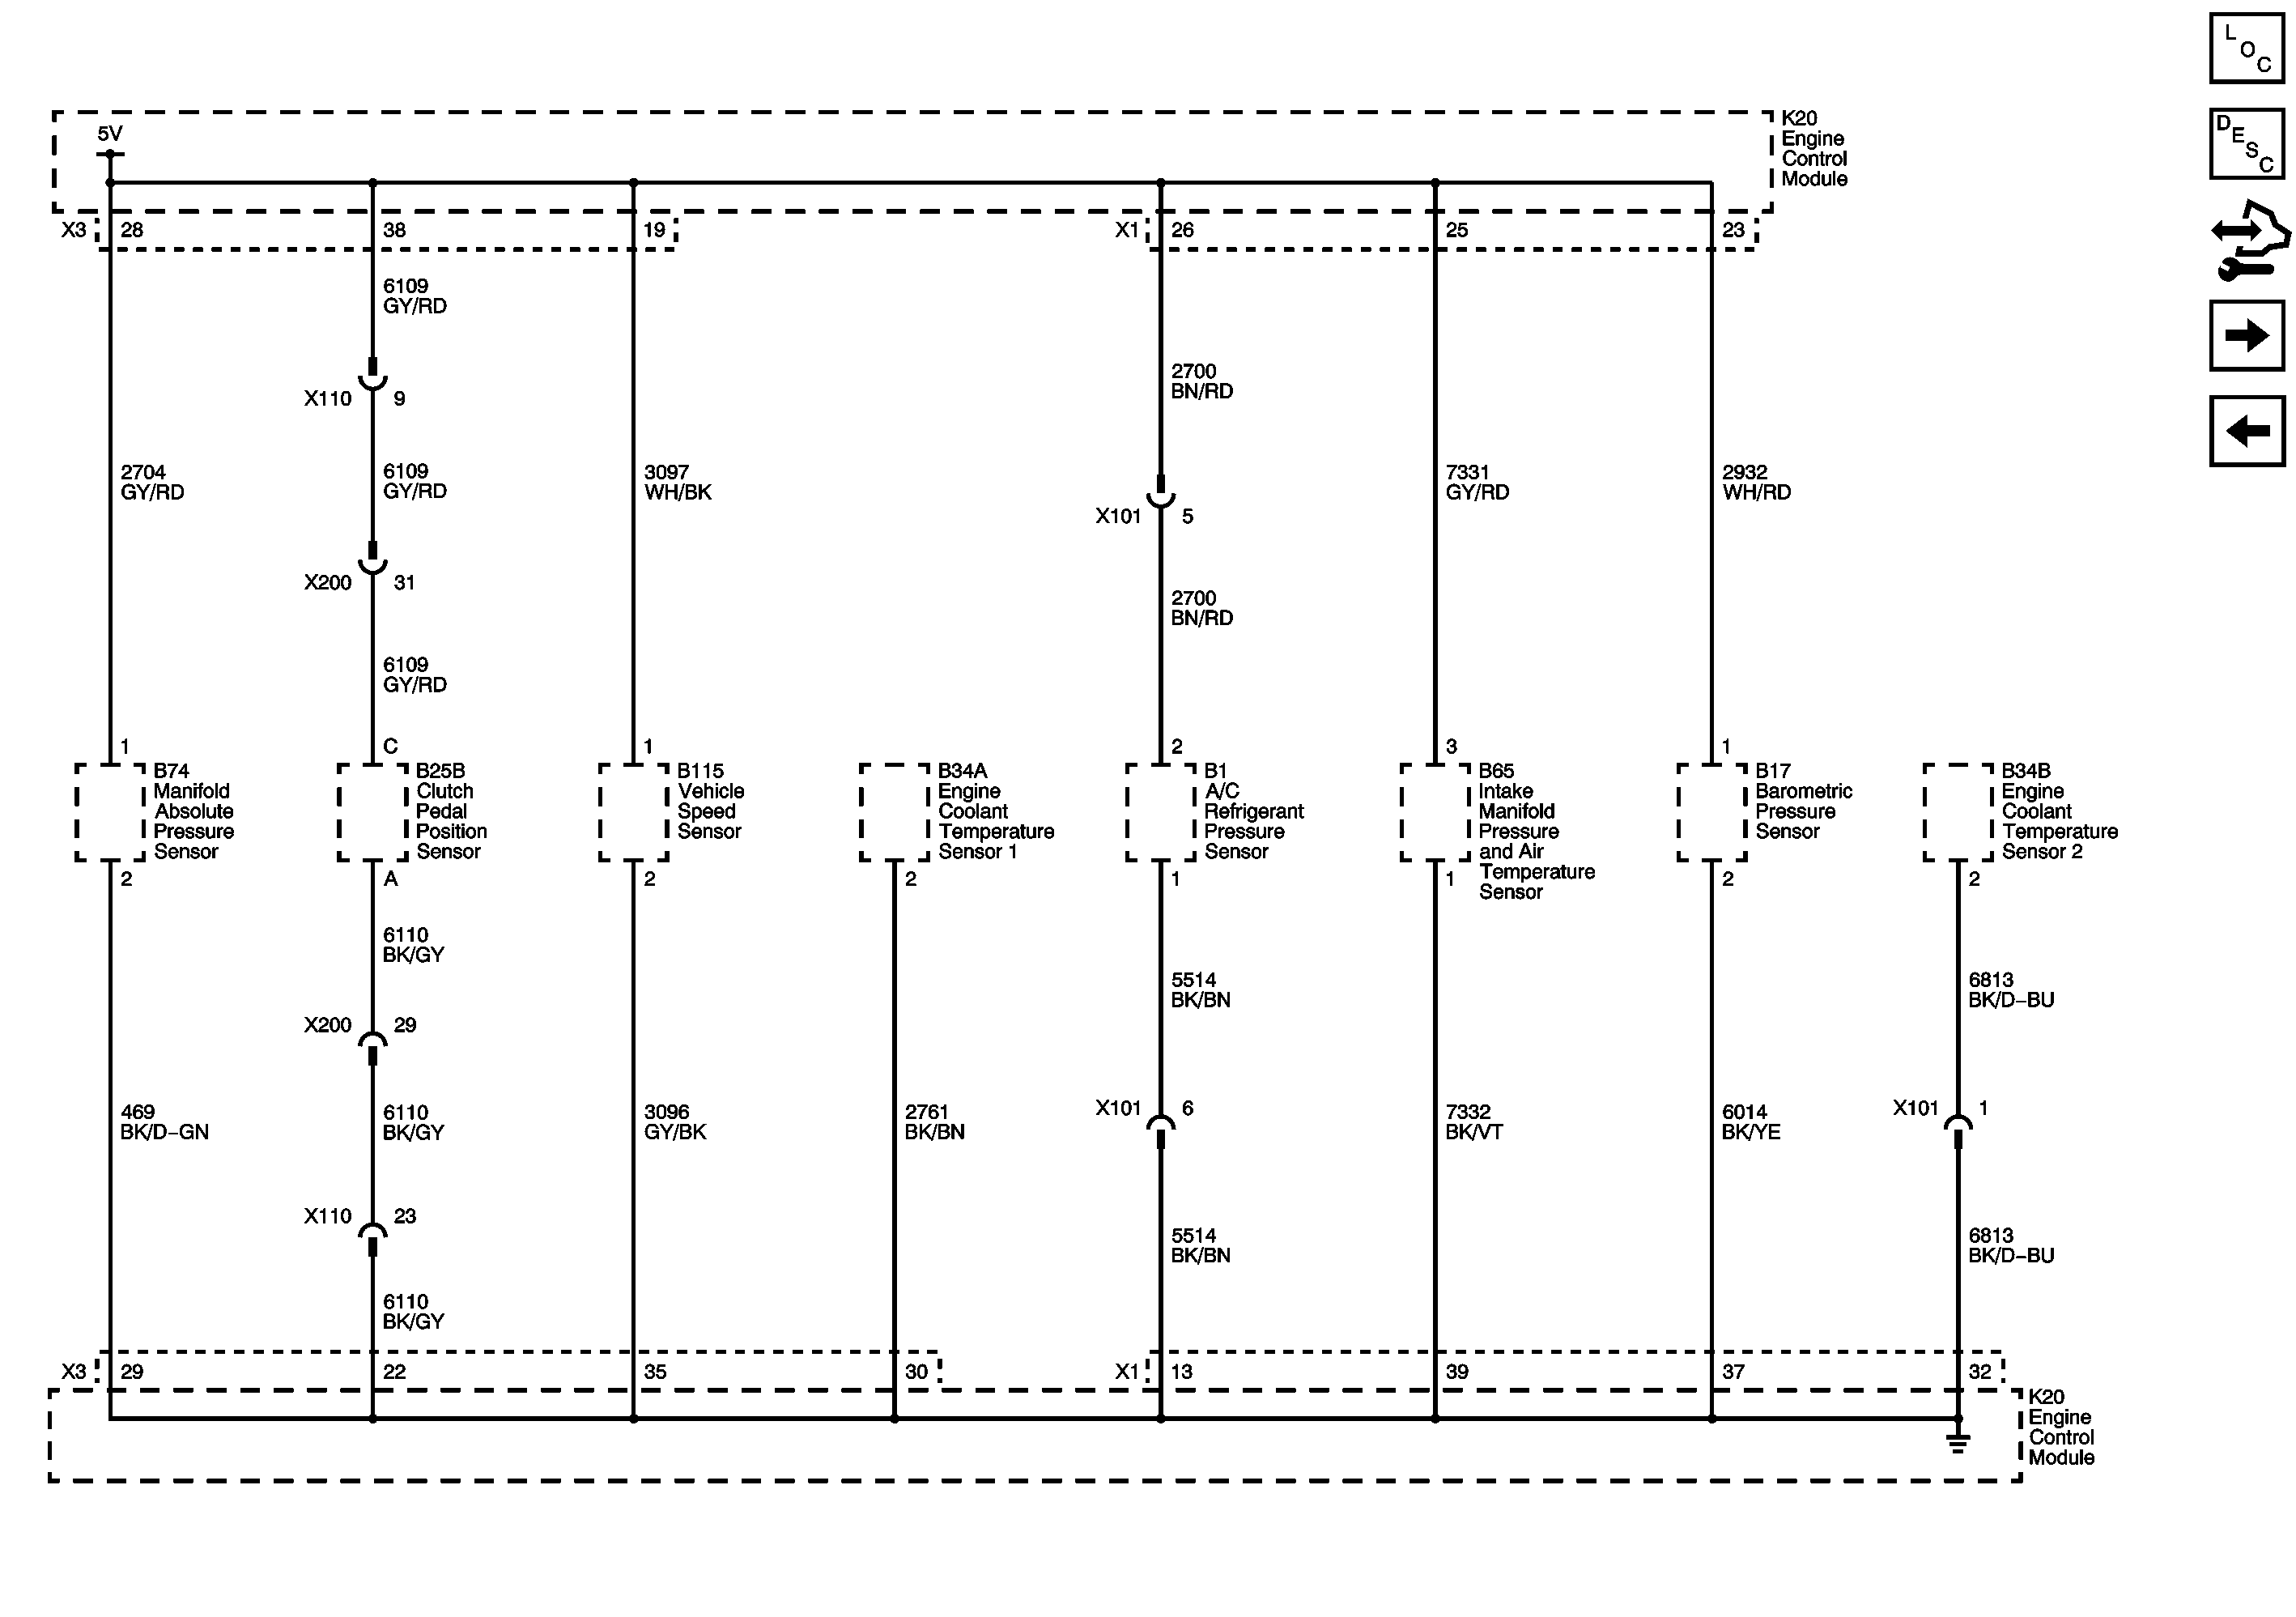 L
O
C
D
E
S
C
5V
K20
Engine
Control
Module
X3 28 38 19 X1 26 25 23
6109
GY/RD
2700
BN/RD
X110 9
2704
GY/RD
6109
GY/RD
3097
WH/BK
7331
GY/RD
2932
WH/RD
X101 5
X200 31
2700
BN/RD
6109
GY/RD
1 C 1 2 3 1
B74
Manifold
Absolute
Pressure
Sensor
B25B
Clutch
Pedal
Position
Sensor
B115
Vehicle
Speed
Sensor
B34A
Engine
Coolant
Temperature
Sensor 1
B1
A/C
Refrigerant
Pressure
Sensor
B65
Intake
Manifold
Pressure
and Air
Temperature
Sensor
B17
Barometric
Pressure
Sensor
B34B
Engine
Coolant
Temperature
Sensor 2
2 A 2 2 1 1 2 2
6110
BK/GY
5514
BK/BN
6813
BK/D-BU
X200 29
469
BK/D-GN
6110
BK/GY
3096
GY/BK
2761
BK/BN
X101 6
7332
BK/VT
6014
BK/YE
X101 1
X110 23
5514
BK/BN
6813
BK/D-BU
6110
BK/GY
X3 29 22 35 30 X1 13 39 37 32
K20
Engine
Control
Module